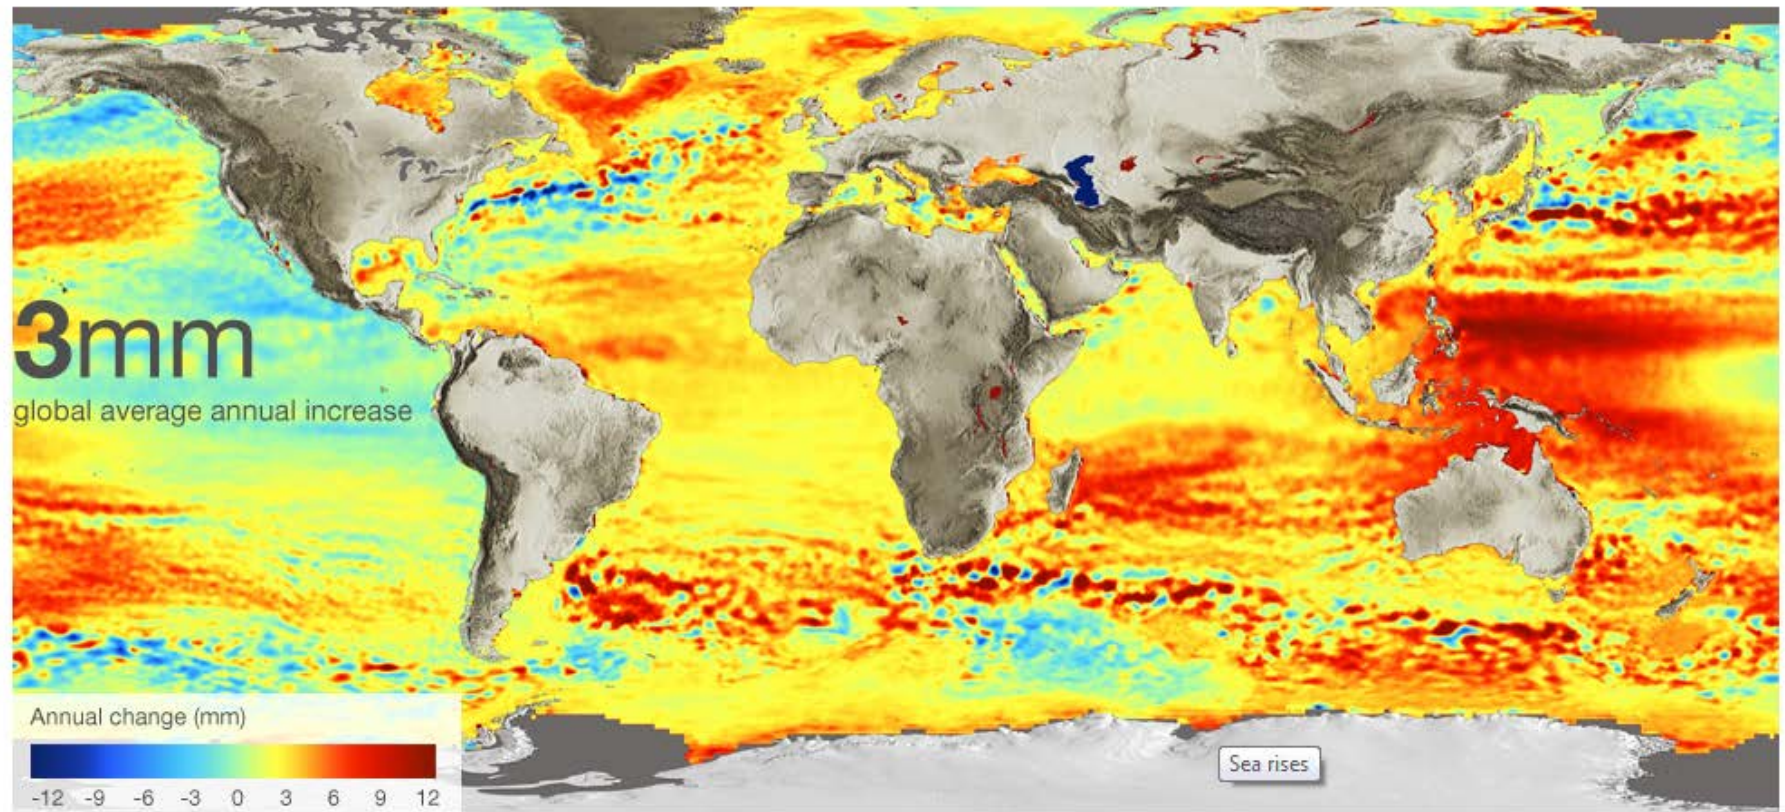 3mm
global average annual increase
Annual change (mm)
-12 -9 -6 -3 0 3 6 9 12
Sea rises